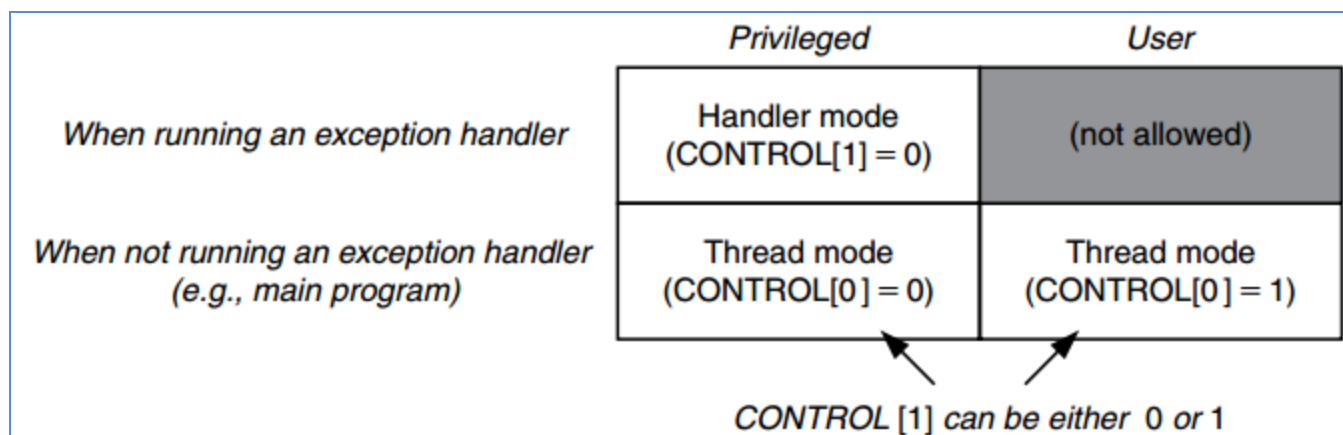 Privileged
User
When running an exception handler
Handler mode
(CONTROL[1] = 0)
(not allowed)
When not running an exception handler
(e.g., main program)
Thread mode
(CONTROL[0] = 0)
Thread mode
(CONTROL[0] = 1)
CONTROL [1] can be either 0 or 1